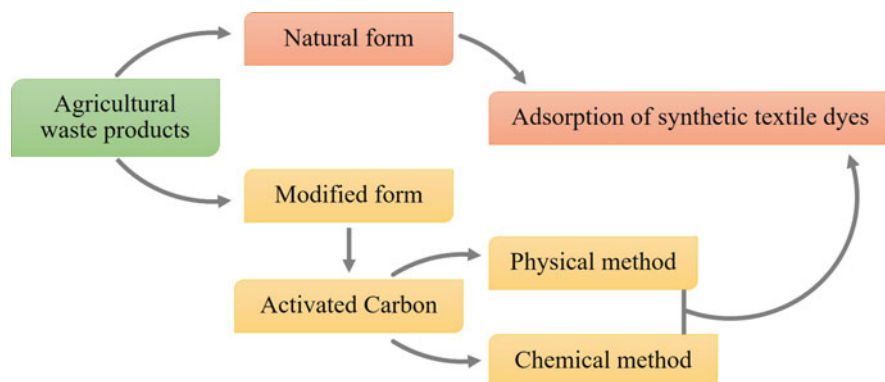 Natural form
Agricultural
waste products
Adsorption of synthetic textile dyes
Modified form
Physical method
Activated Carbon
Chemical method